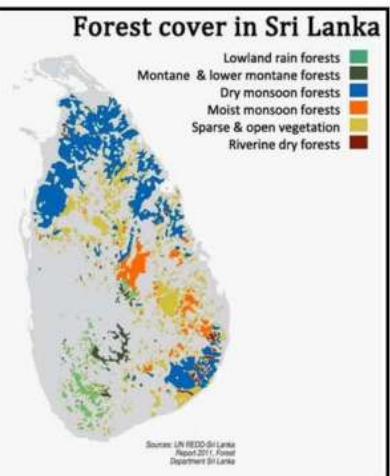 Forest cover in Sri Lanka
Lowland rain forests
Montane & lower montane forests
Dry monsoon forests
Moist monsoon forests
Sparse & open vegetation
Riverine dry forests
Sources: UN REDD-Sri Lanka
Report 2011, Forest
Department Sri Lanka